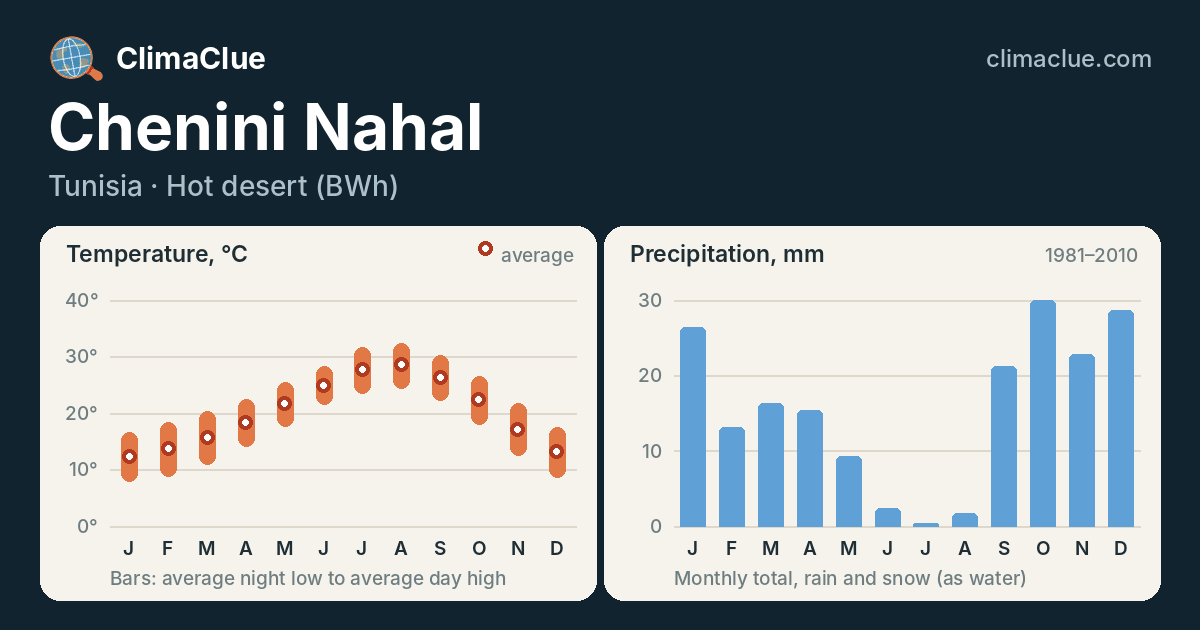 ClimaClue
climaclue.com
Chenini Nahal
Tunisia · Hot desert (BWh)
Temperature, °C
average
40°
30°
20°
10°
0°
J F M A M J J A S O N D
Bars: average night low to average day high
Precipitation, mm
1981–2010
30
20
10
0
J F M A M J J A S O N D
Monthly total, rain and snow (as water)